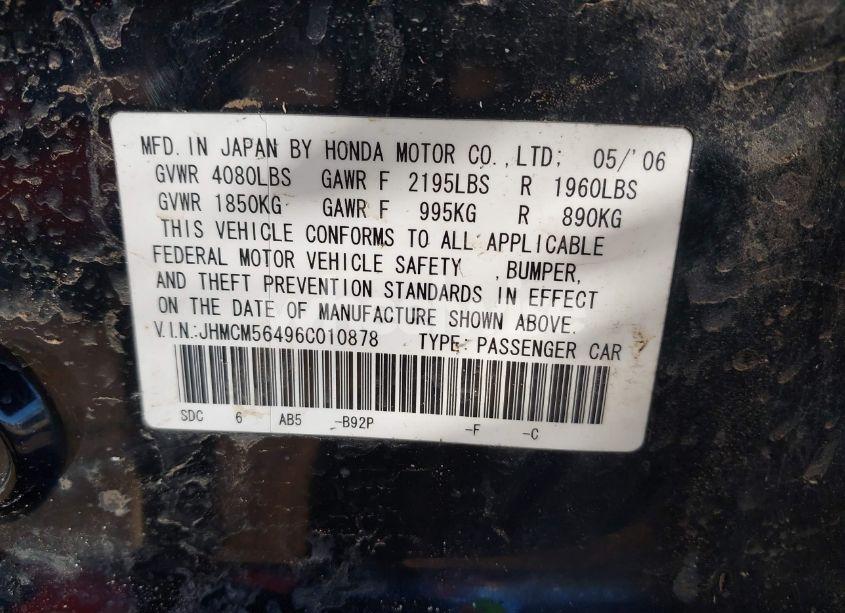 MFD. IN JAPAN BY HONDA MOTOR CO.,LTD; 05/'06
GVWR 4080LBS GAWR F 2195LBS R 1960LBS
GVWR 1850KG GAWR F 995KG R 890KG
THIS VEHICLE CONFORMS TO ALL APPLICABLE
FEDERAL MOTOR VEHICLE SAFETY , BUMPER,
AND THEFT PREVENTION STANDARDS IN EFFECT
ON THE DATE OF MANUFACTURE SHOWN ABOVE.
V.I.N.:JHMCM56496C010878 TYPE: PASSENGER CAR
SDC 6 AB5 -B92P -F -C